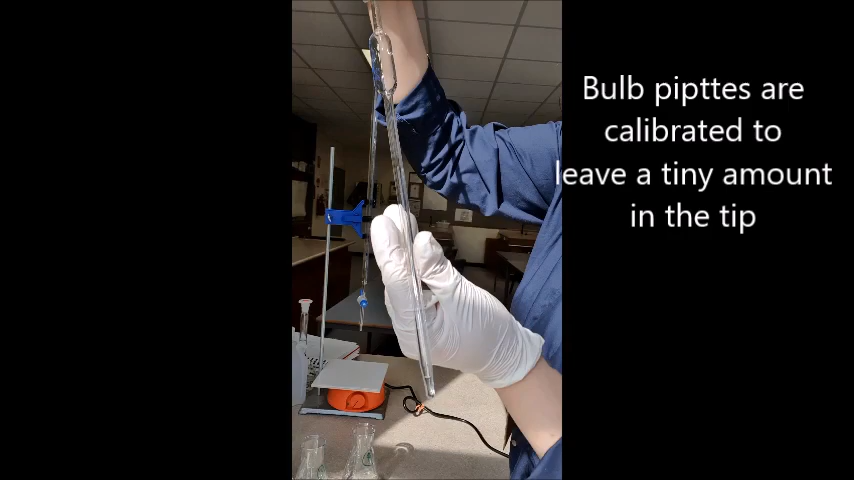 Bulb pipttes are
calibrated to
leave a tiny amount
in the tip